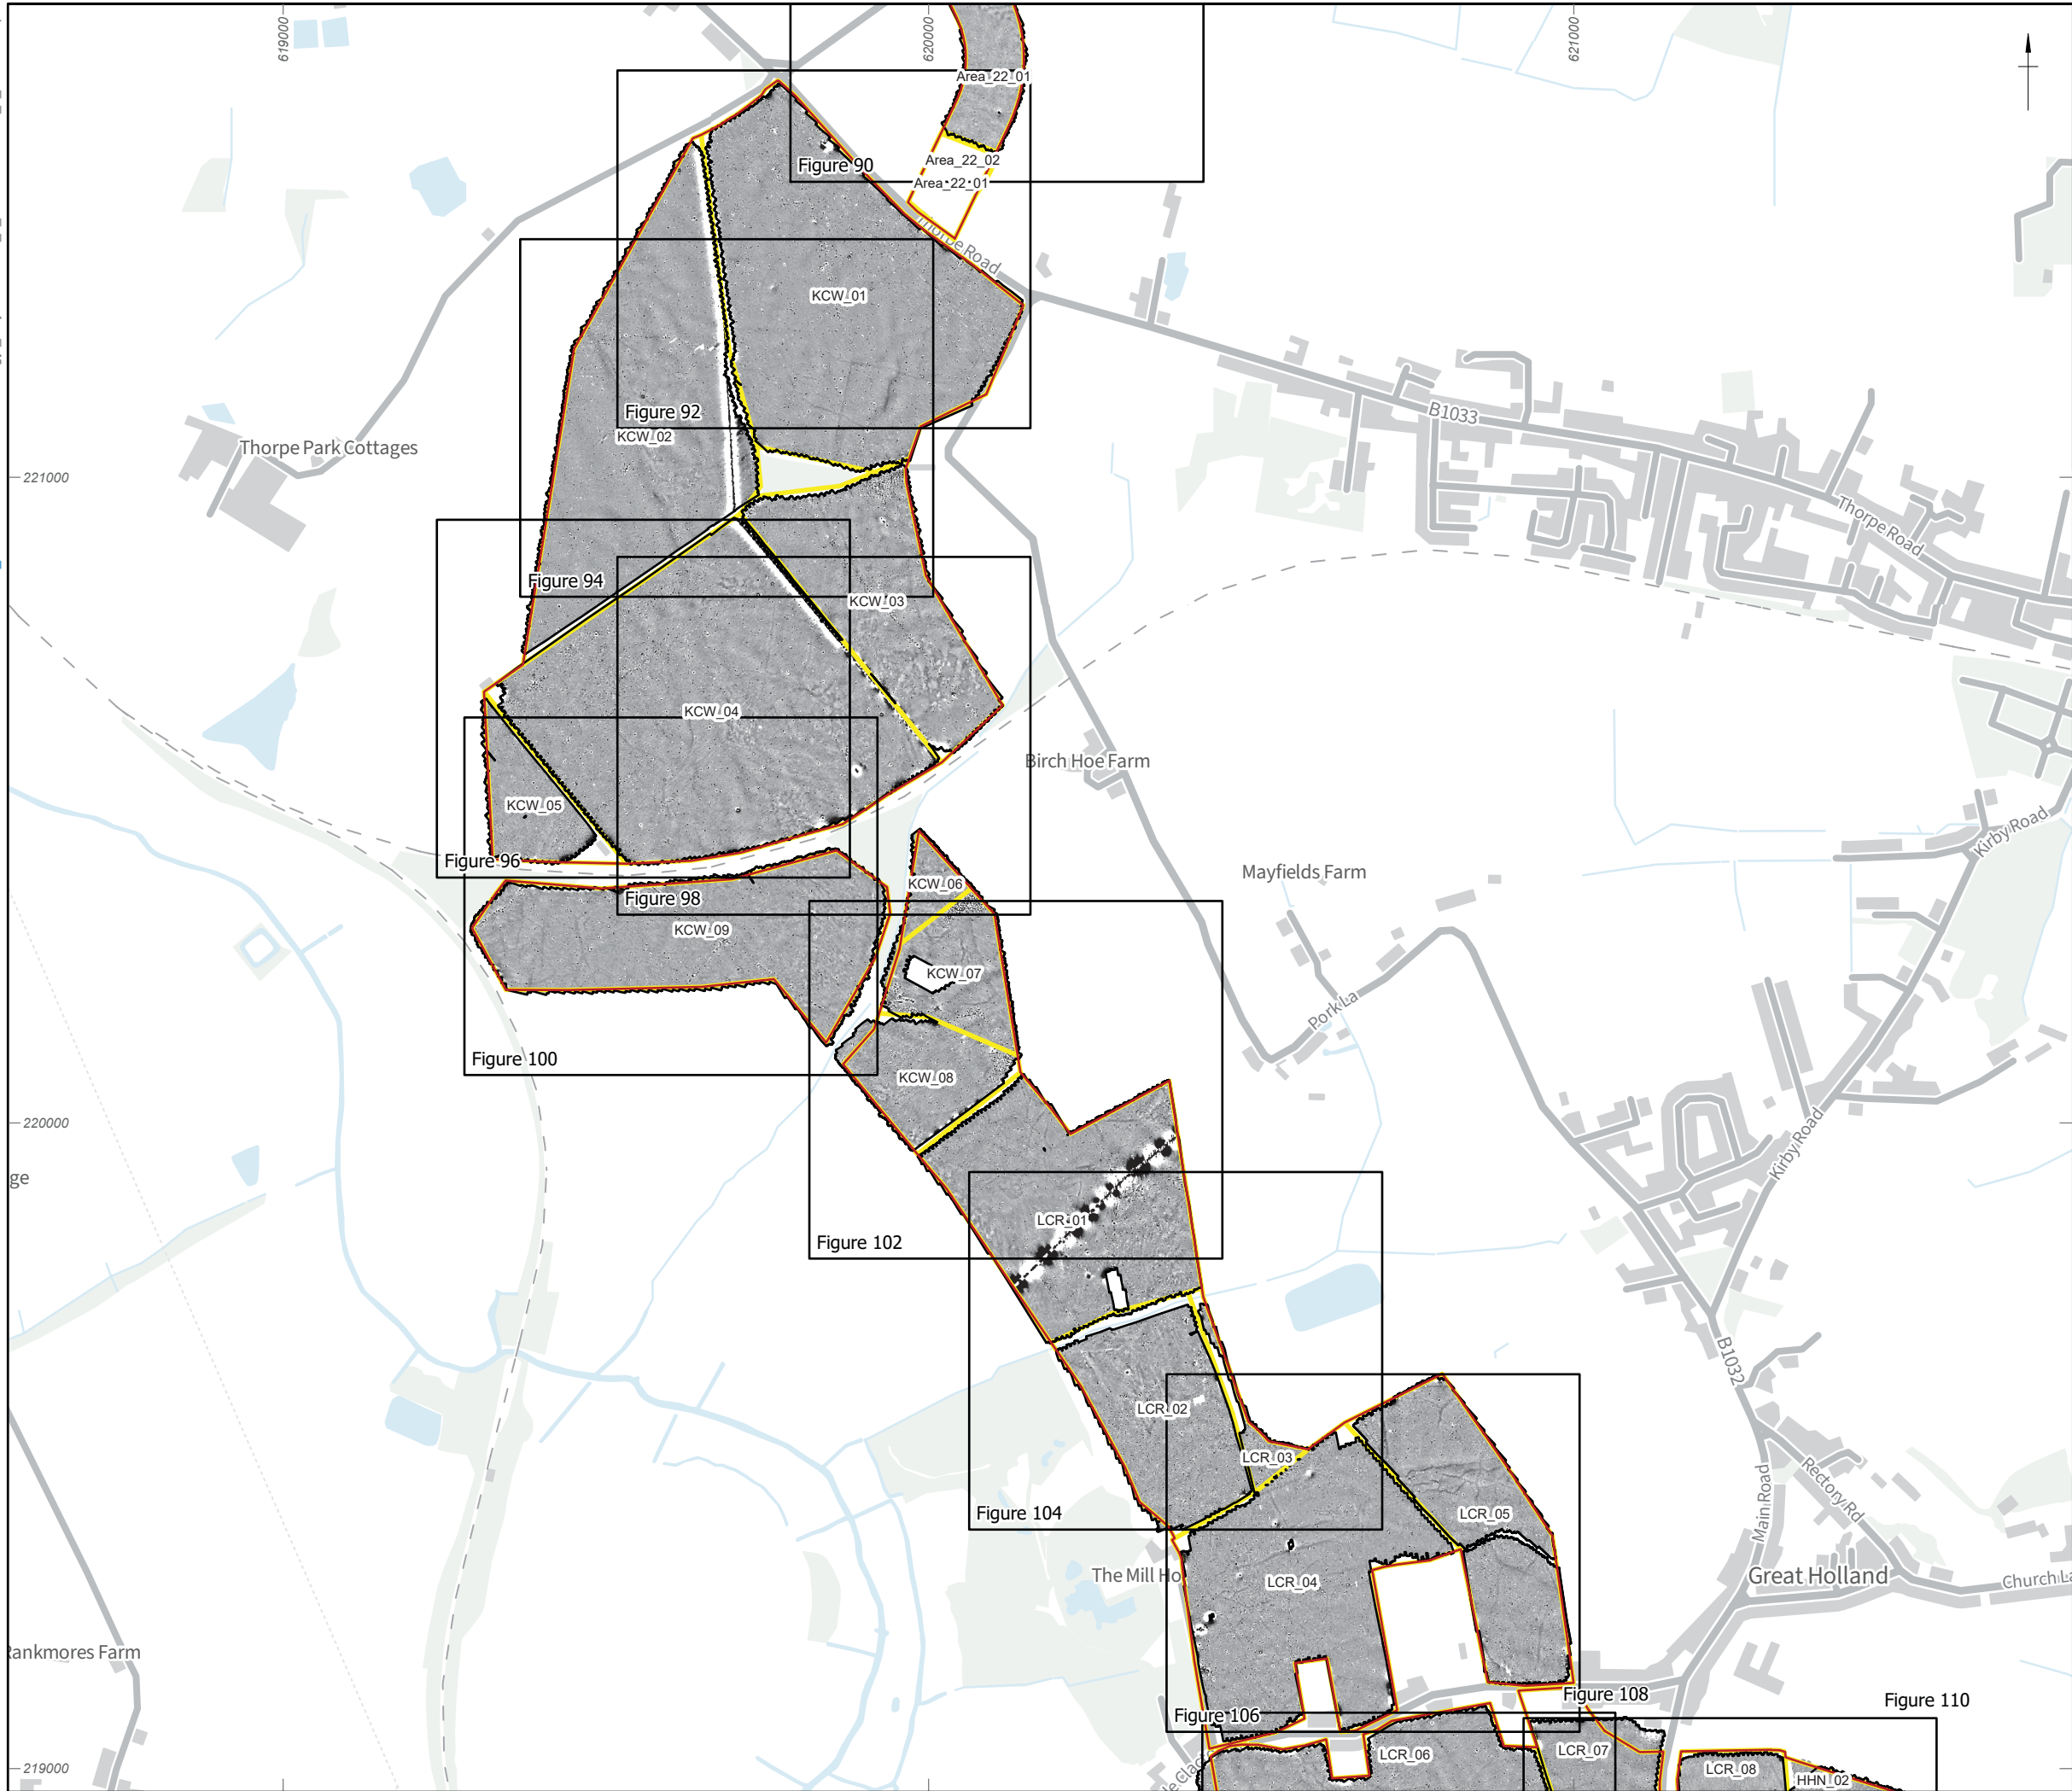 619000
620000
621000
Area_22_01
Area_22_02
Figure 90
Area_22_01
Thorpe Road
KCW_01
Figure 92
KCW_02
B1033
Thorpe Park Cottages
221000
Thorpe Road
Figure 94
KCW_03
KCW_04
Birch Hoe Farm
KCW_05
Kirby Road
Figure 96
Mayfields Farm
KCW_06
Figure 98
KCW_09
KCW_07
Pork La
Figure 100
KCW_08
220000
Kirby Road
ge
LCR_01
Figure 102
B1032
LCR_02
LCR_03
Rectory Rd
Main Road
Figure 104
LCR_05
The Mill Ho
LCR_04
Great Holland
Church La
Rankmores Farm
Figure 108
Figure 110
Figure 106
LCR_06
LCR_07
219000
LCR_08
HHN_02